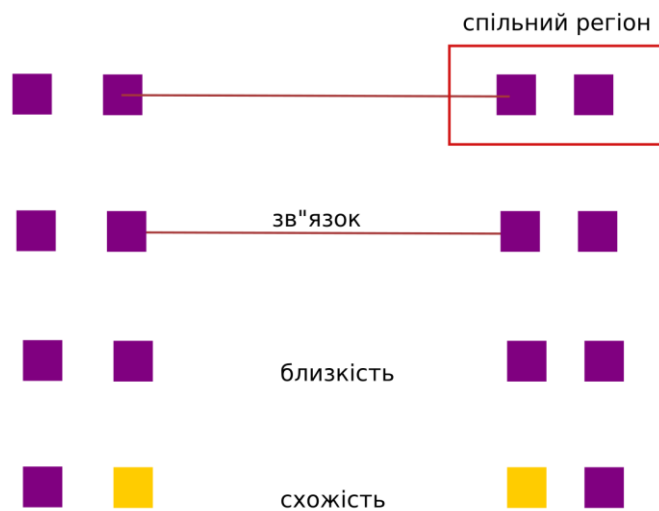 спільний регіон
зв"язок
близкість
схожість